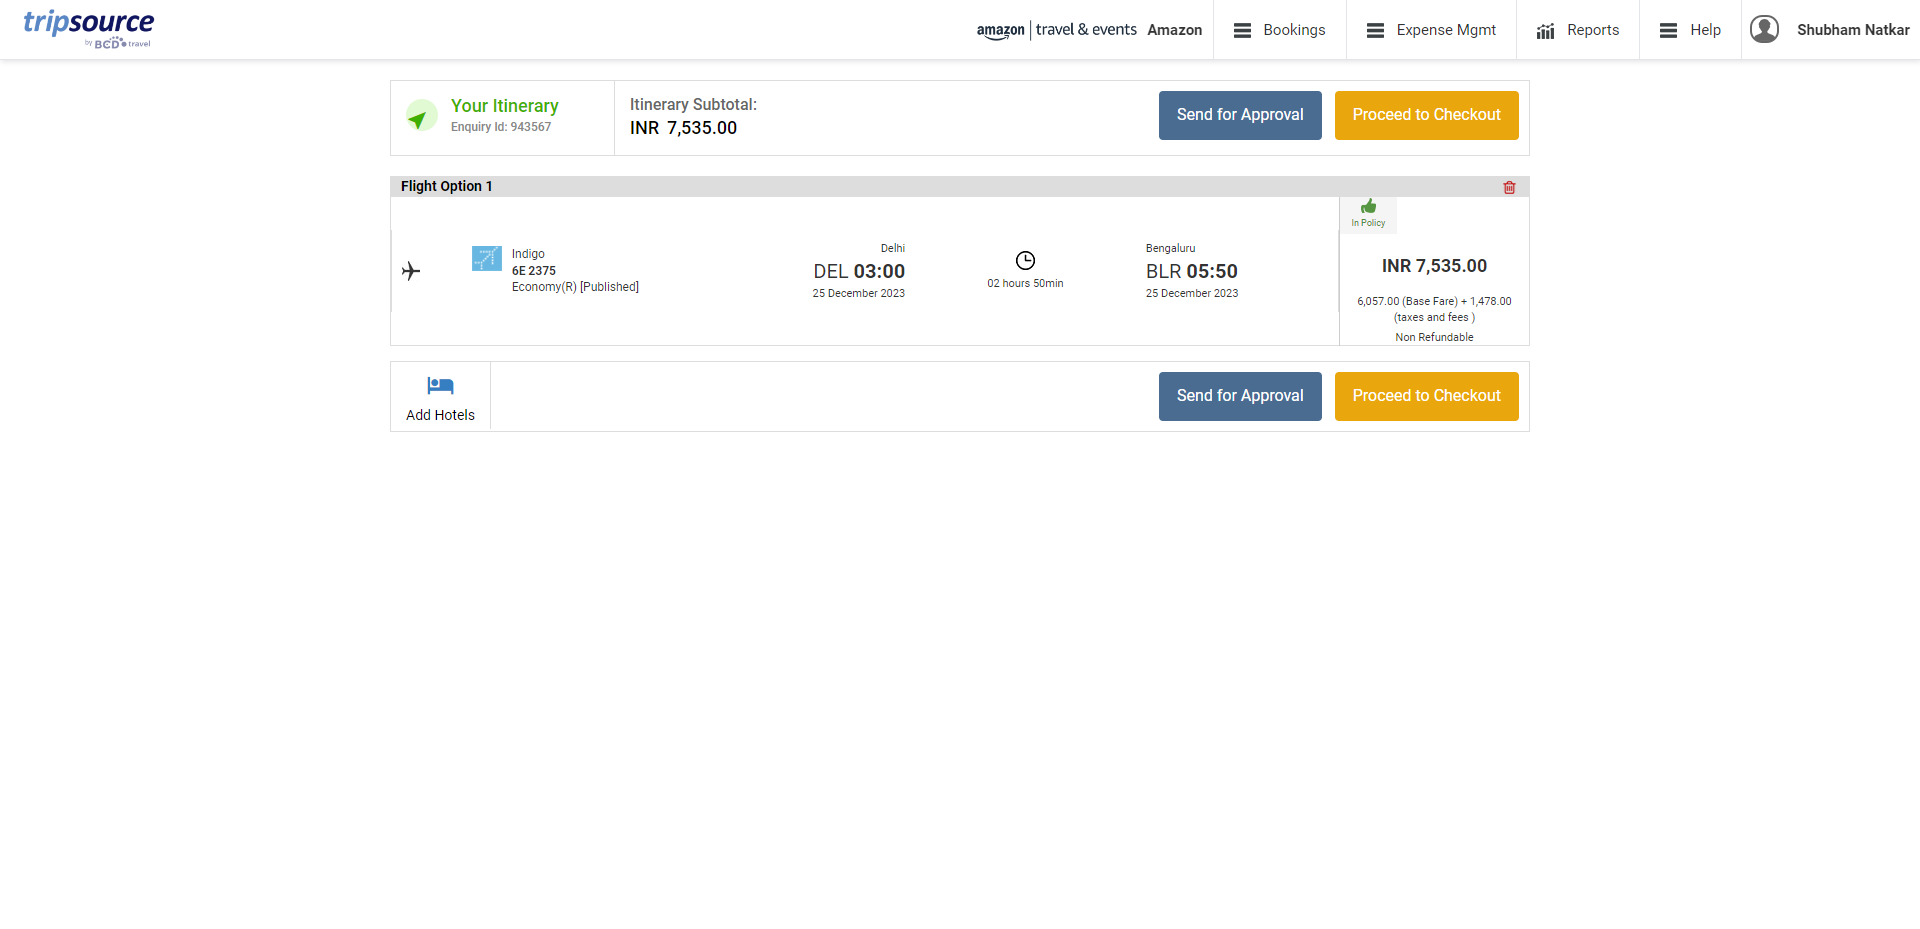 tripsource
by BCD travel
amazon | travel & events Amazon
Bookings
Expense Mgmt
Reports
Help
Shubham Natkar
Your Itinerary
Enquiry Id: 943567
Itinerary Subtotal:
INR 7,535.00
Send for Approval
Proceed to Checkout
Flight Option 1
In Policy
Indigo
6E 2375
Economy(R) [Published]
Delhi
DEL 03:00
25 December 2023
02 hours 50min
Bengaluru
BLR 05:50
25 December 2023
INR 7,535.00
6,057.00 (Base Fare) + 1,478.00
(taxes and fees )
Non Refundable
Add Hotels
Send for Approval
Proceed to Checkout